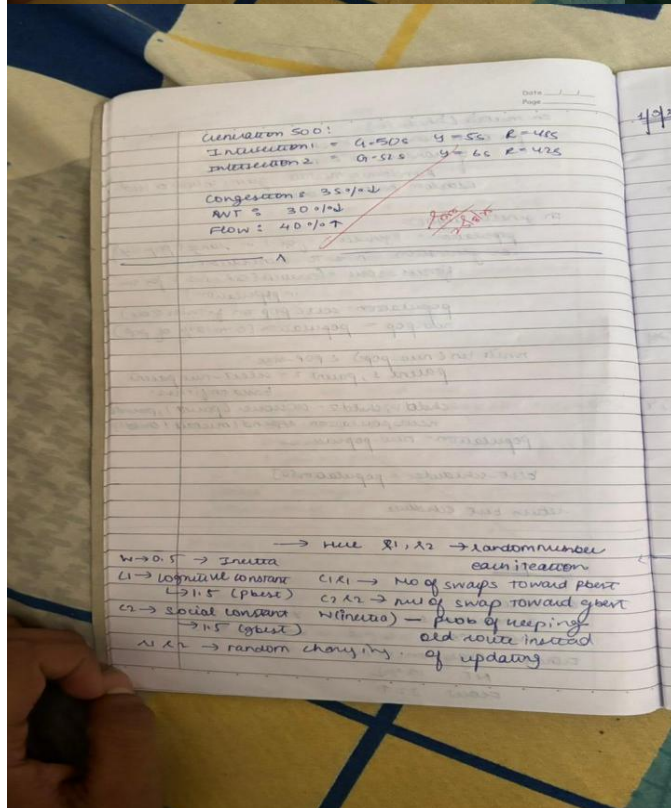 Date / /
Page
Generation 500:
Intersection 1 = G-50s y=5s R=41s
Intersection 2 = G-52s y=6s R=42s
Congestion: 35%↓
AWT: 30%↓
Flow: 40%↑
→ Here r1, r2 → random number
each iteration
W→0.5 → Inertia
C1→ cognitive constant C1r1 → No of swaps toward pbest
↳1.5 (pbest) C2r2 → no of swap toward gbest
C2→ social constant W(inertia) – prob of keeping
→1.5 (gbest) old route instead
r1 r2 → random of updating